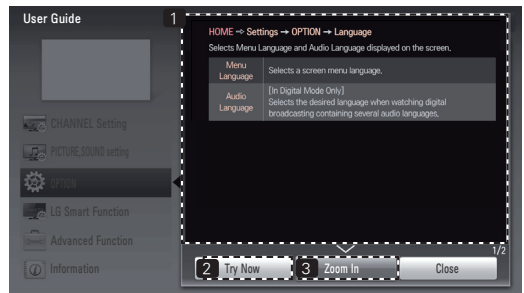 User Guide
1
HOME ⇨ Settings → OPTION → Language
Selects Menu Language and Audio Language displayed on the screen.
Menu
Language
Selects a screen menu language.
Audio
Language
[In Digital Mode Only]
Selects the desired language when watching digital
broadcasting containing several audio languages.
CHANNEL Setting
PICTURE, SOUND setting
OPTION
LG Smart Function
Advanced Function
Information
1/2
2 Try Now
3 Zoom In
Close